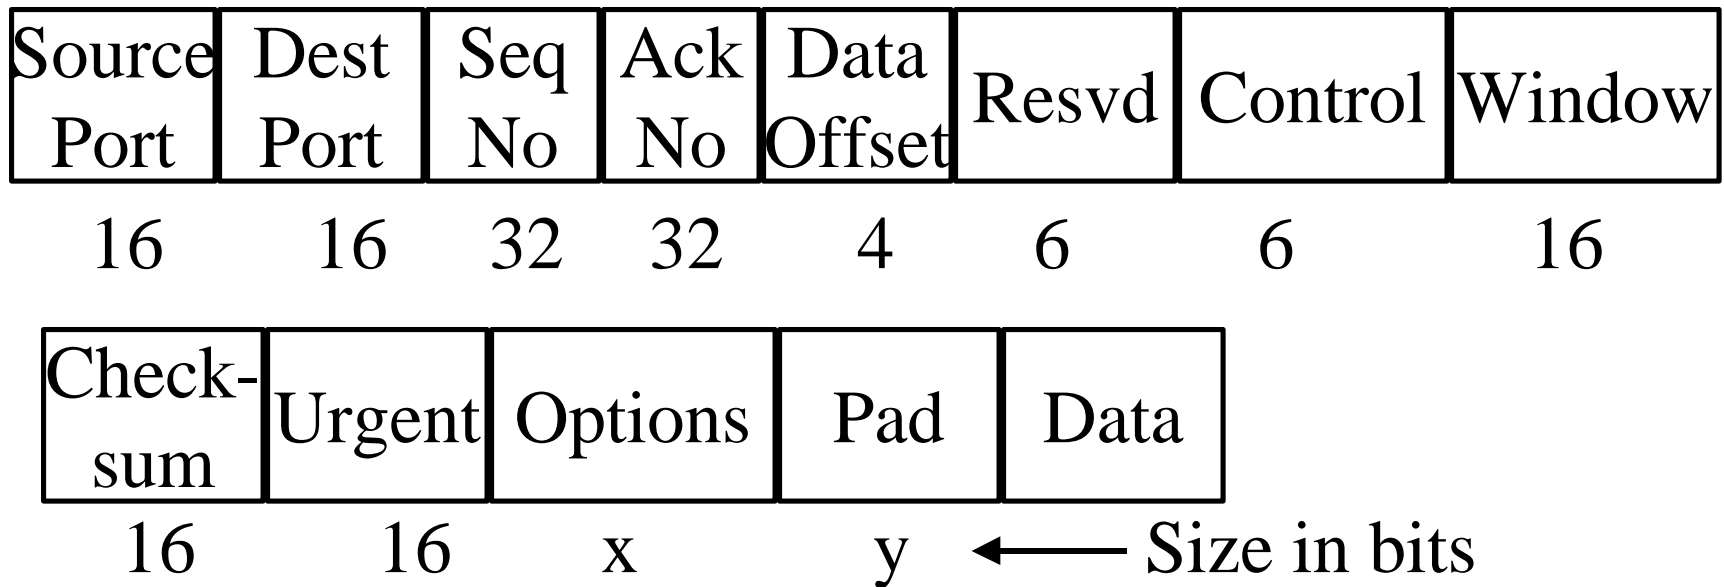 Source Dest Seq Ack Data
Resvd Control Window
Port Port No No Offset
16 16 32 32 4 6 6 16
Check-
Urgent Options Pad Data
sum
16 16 x y Size in bits